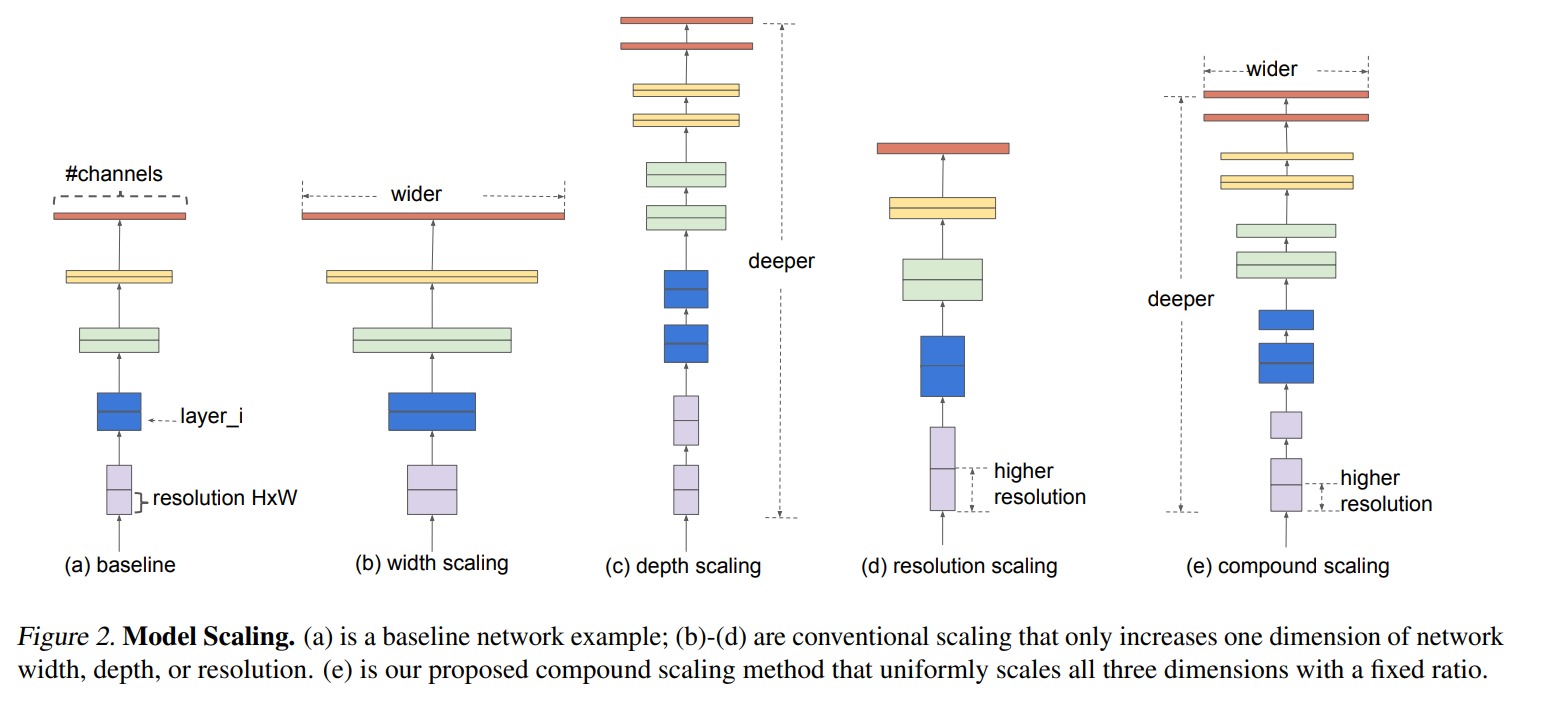 #channels
layer_i
resolution HxW
(a) baseline
wider
(b) width scaling
deeper
(c) depth scaling
higher
resolution
(d) resolution scaling
wider
deeper
higher
resolution
(e) compound scaling
Figure 2. Model Scaling. (a) is a baseline network example; (b)-(d) are conventional scaling that only increases one dimension of network
width, depth, or resolution. (e) is our proposed compound scaling method that uniformly scales all three dimensions with a fixed ratio.